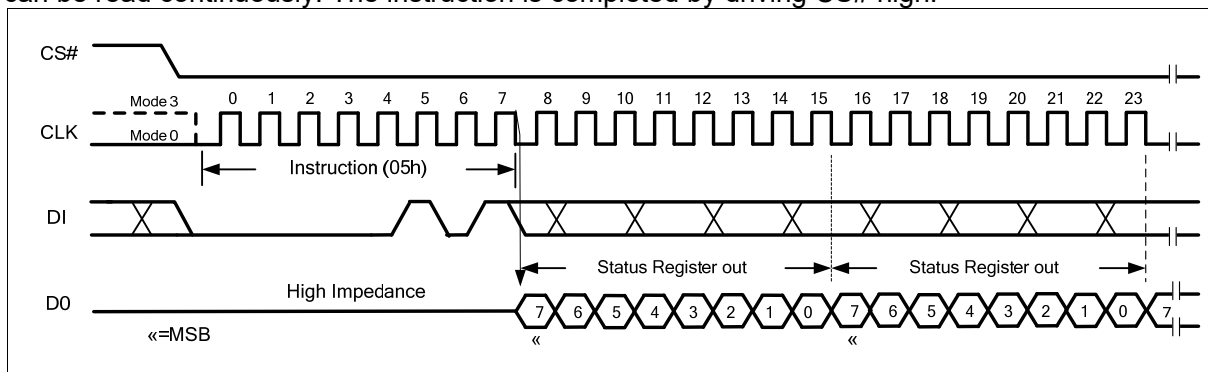 can be read continuously. The instruction is completed by driving CS# high.
CS#
Mode 3 0 1 2 3 4 5 6 7 8 9 10 11 12 13 14 15 16 17 18 19 20 21 22 23
CLK Mode 0
Instruction (05h)
DI
Status Register out Status Register out
High Impedance
D0 7 6 5 4 3 2 1 0 7 6 5 4 3 2 1 0 7
«=MSB « «